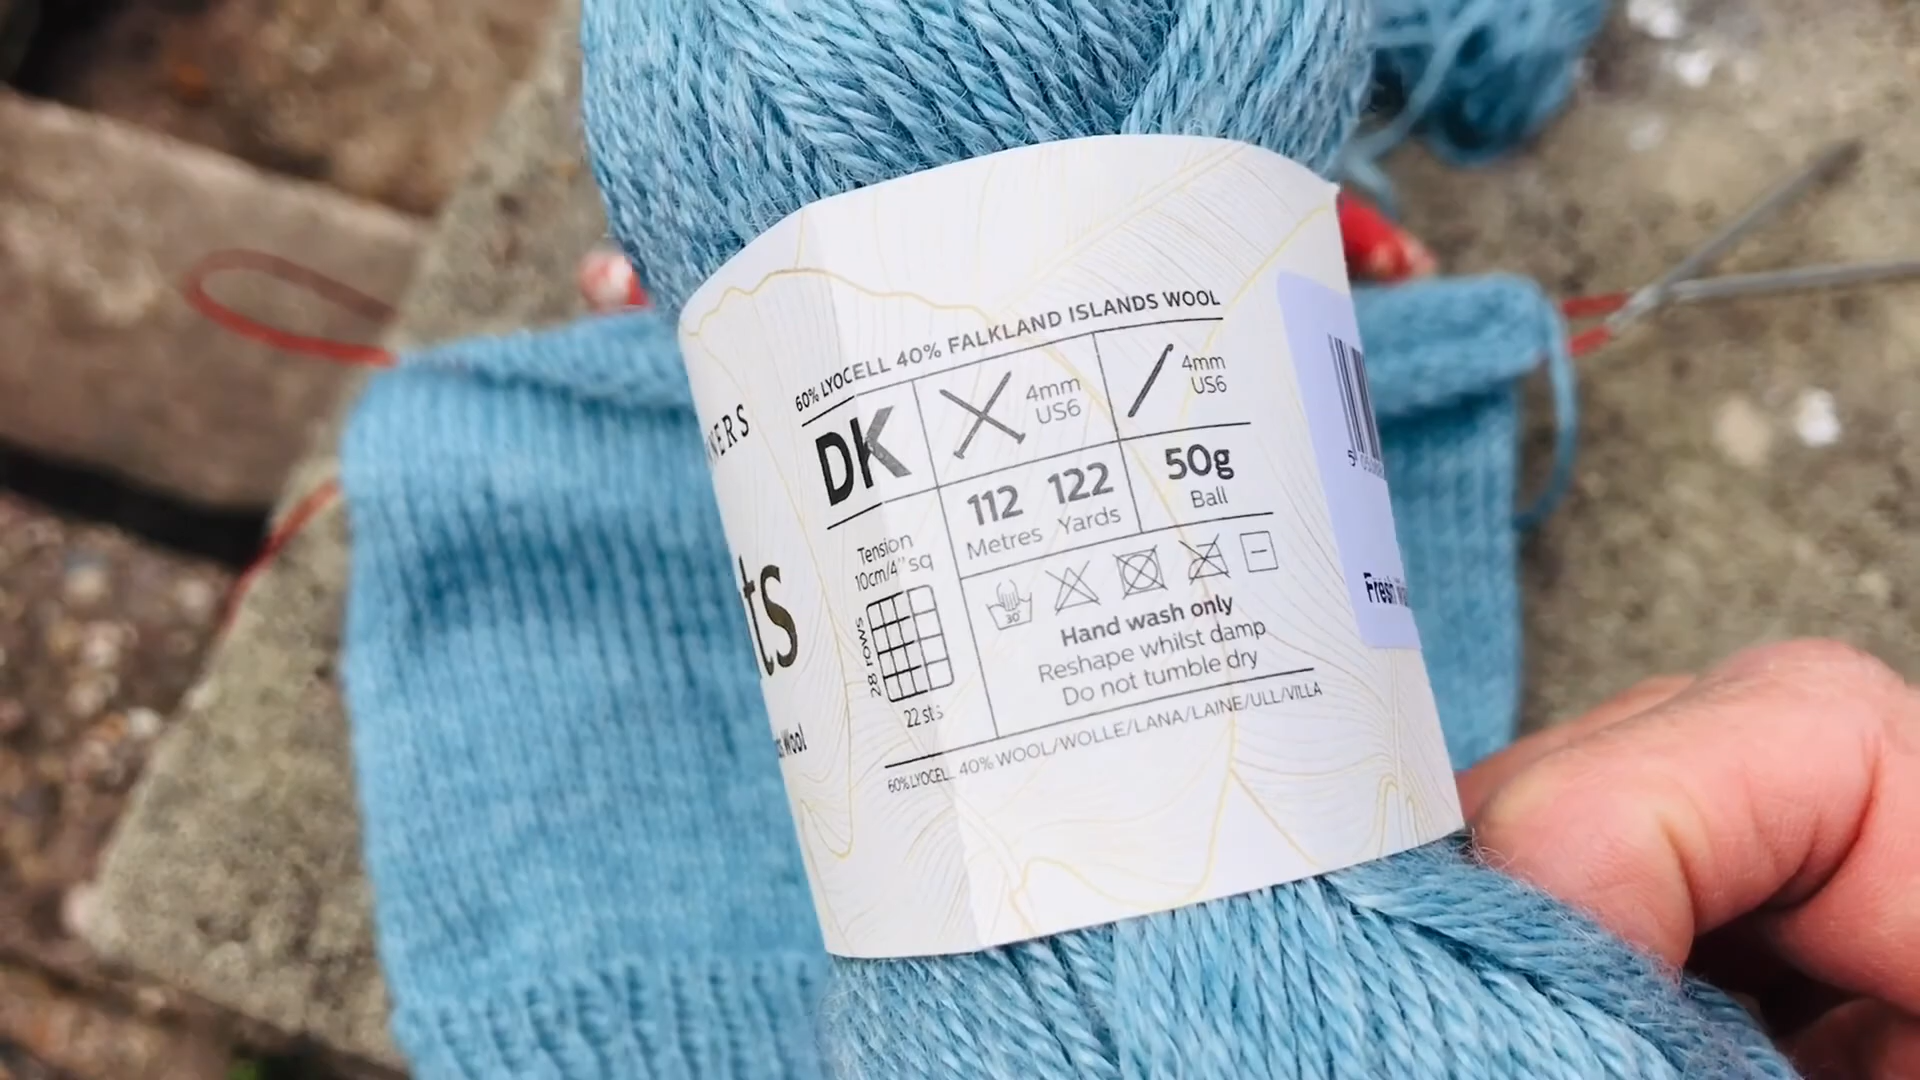 60% LYOCELL 40% FALKLAND ISLANDS WOOL
DK
4mm
US6
4mm
US6
112 122
Metres Yards
50g
Ball
Tension
10cm/4" sq
28 rows
22 sts
30°
Hand wash only
Reshape whilst damp
Do not tumble dry
60% LYOCELL 40% WOOL/WOLLE/LANA/LAINE/ULL/VILLA
Wool
Fresh